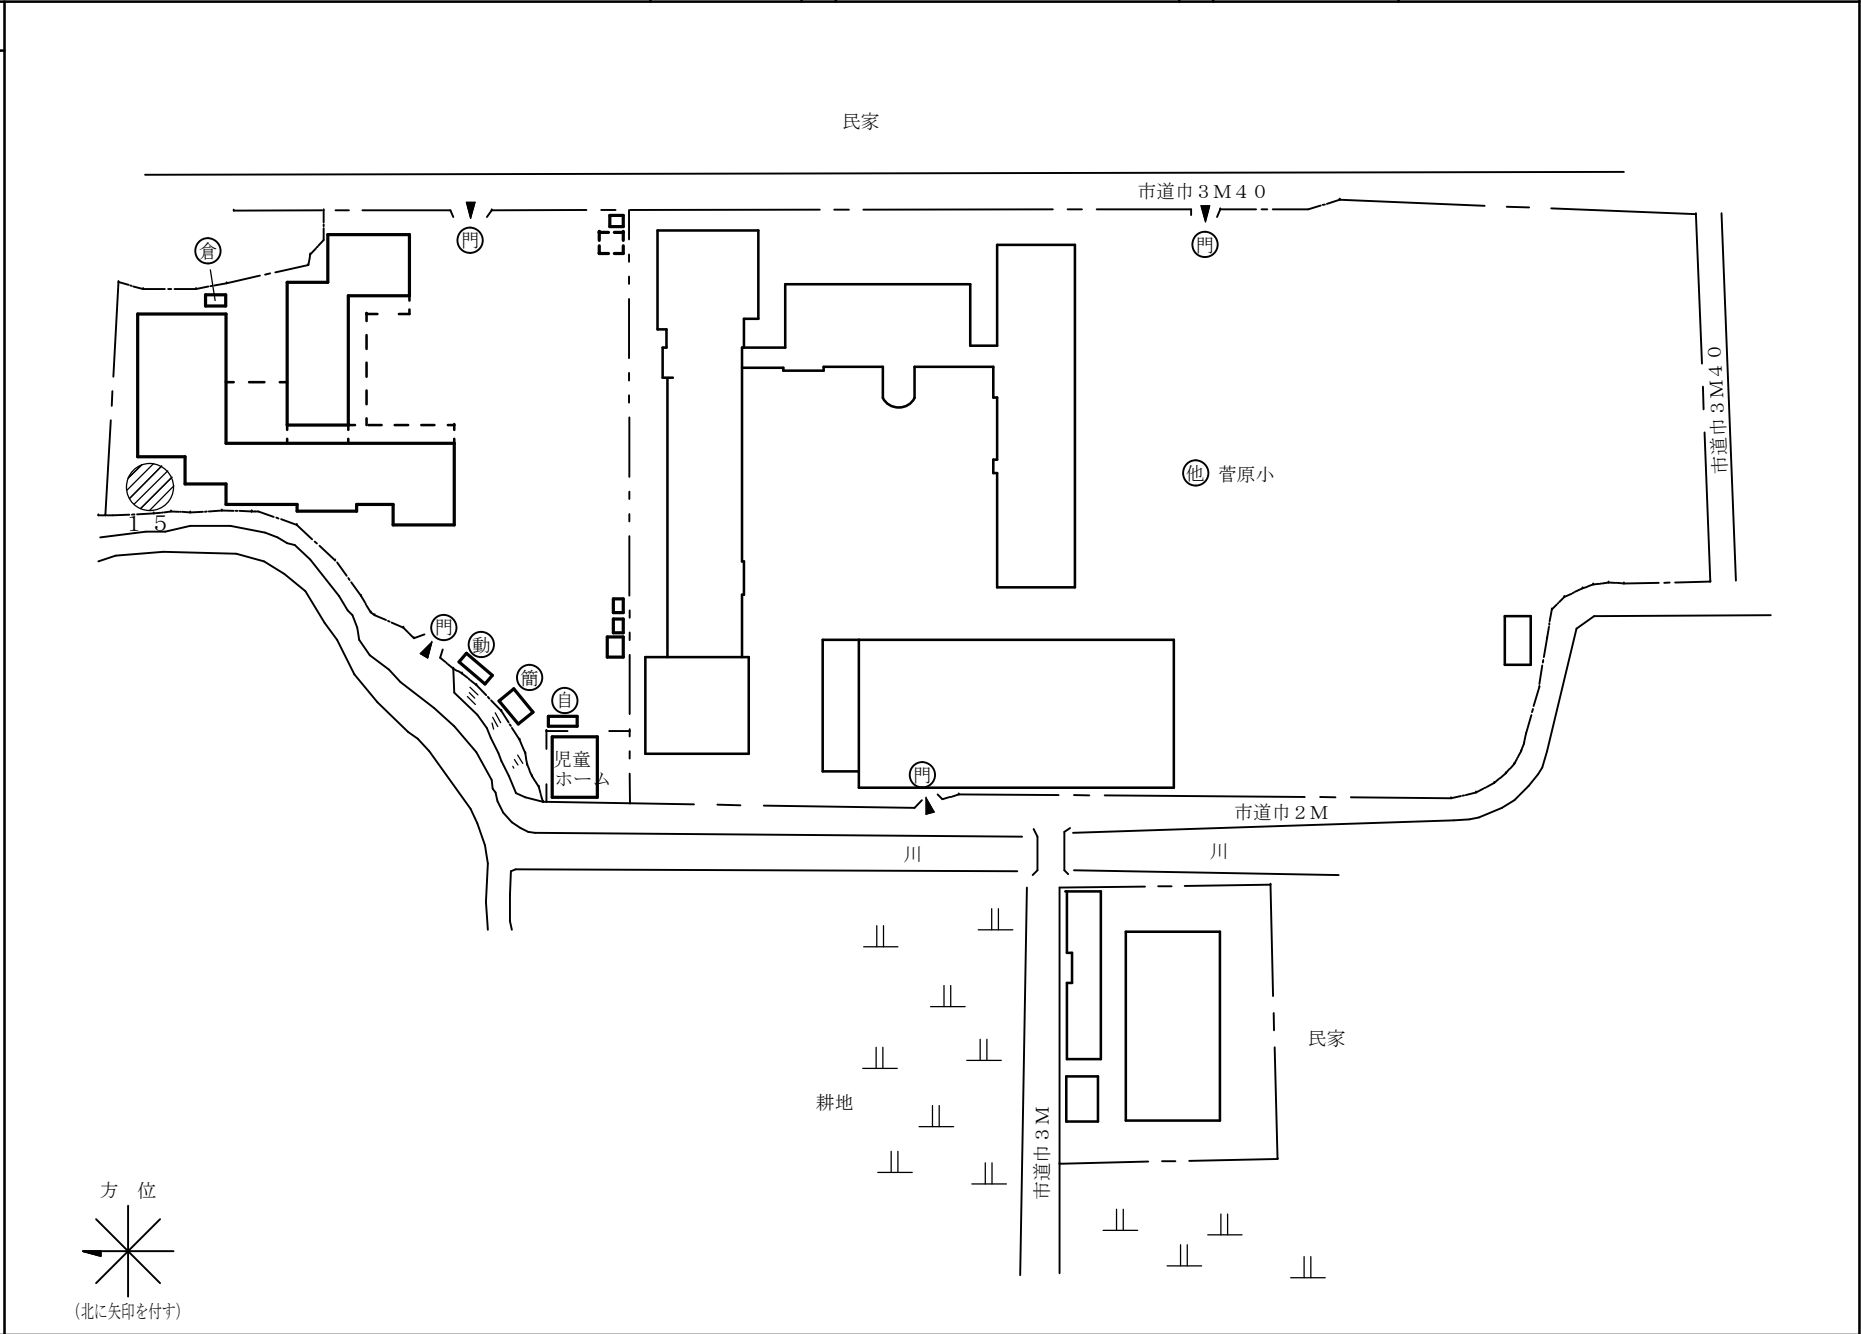 民家
市道巾３Ｍ４０
倉
門
門
市道巾３Ｍ４０
他 菅原小
１５
門
動
簡
自
児童
ホーム
門
市道巾２Ｍ
川
川
民家
耕地
市道巾３Ｍ
方 位
(北に矢印を付す)